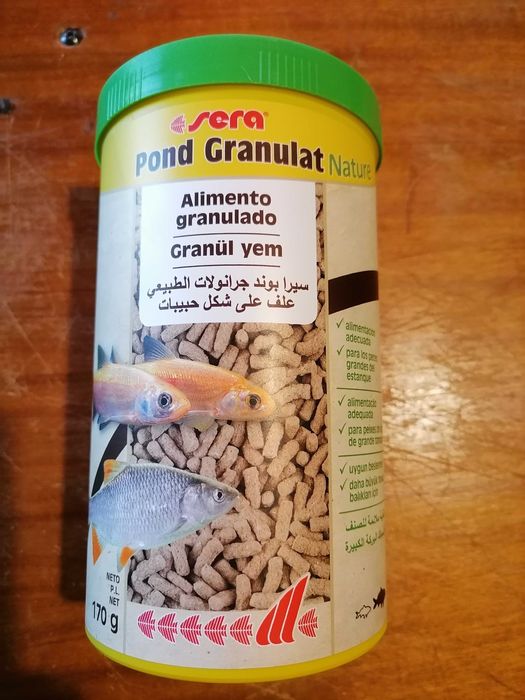 sera
Pond Granulat Nature
Alimento
granulado
Granül yem
سيرا بوند جرانولات الطبيعي
علف على شكل حبيبات
✓ alimentación
adecuada
✓ para los peces
grandes del
estanque
✓ alimentação
adequada
✓ para peixes
de grande
✓ uygun
✓ daha büyük
balıkları için
البركة الكبيرة
NETO
P.L.
NET
170 g